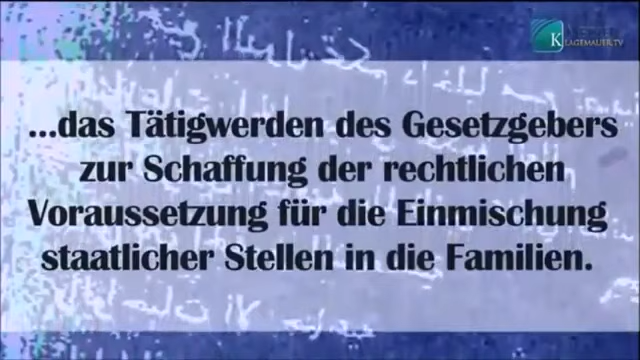 KLAGEMAUER.TV
...das Tätigwerden des Gesetzgebers
zur Schaffung der rechtlichen
Voraussetzung für die Einmischung
staatlicher Stellen in die Familien.